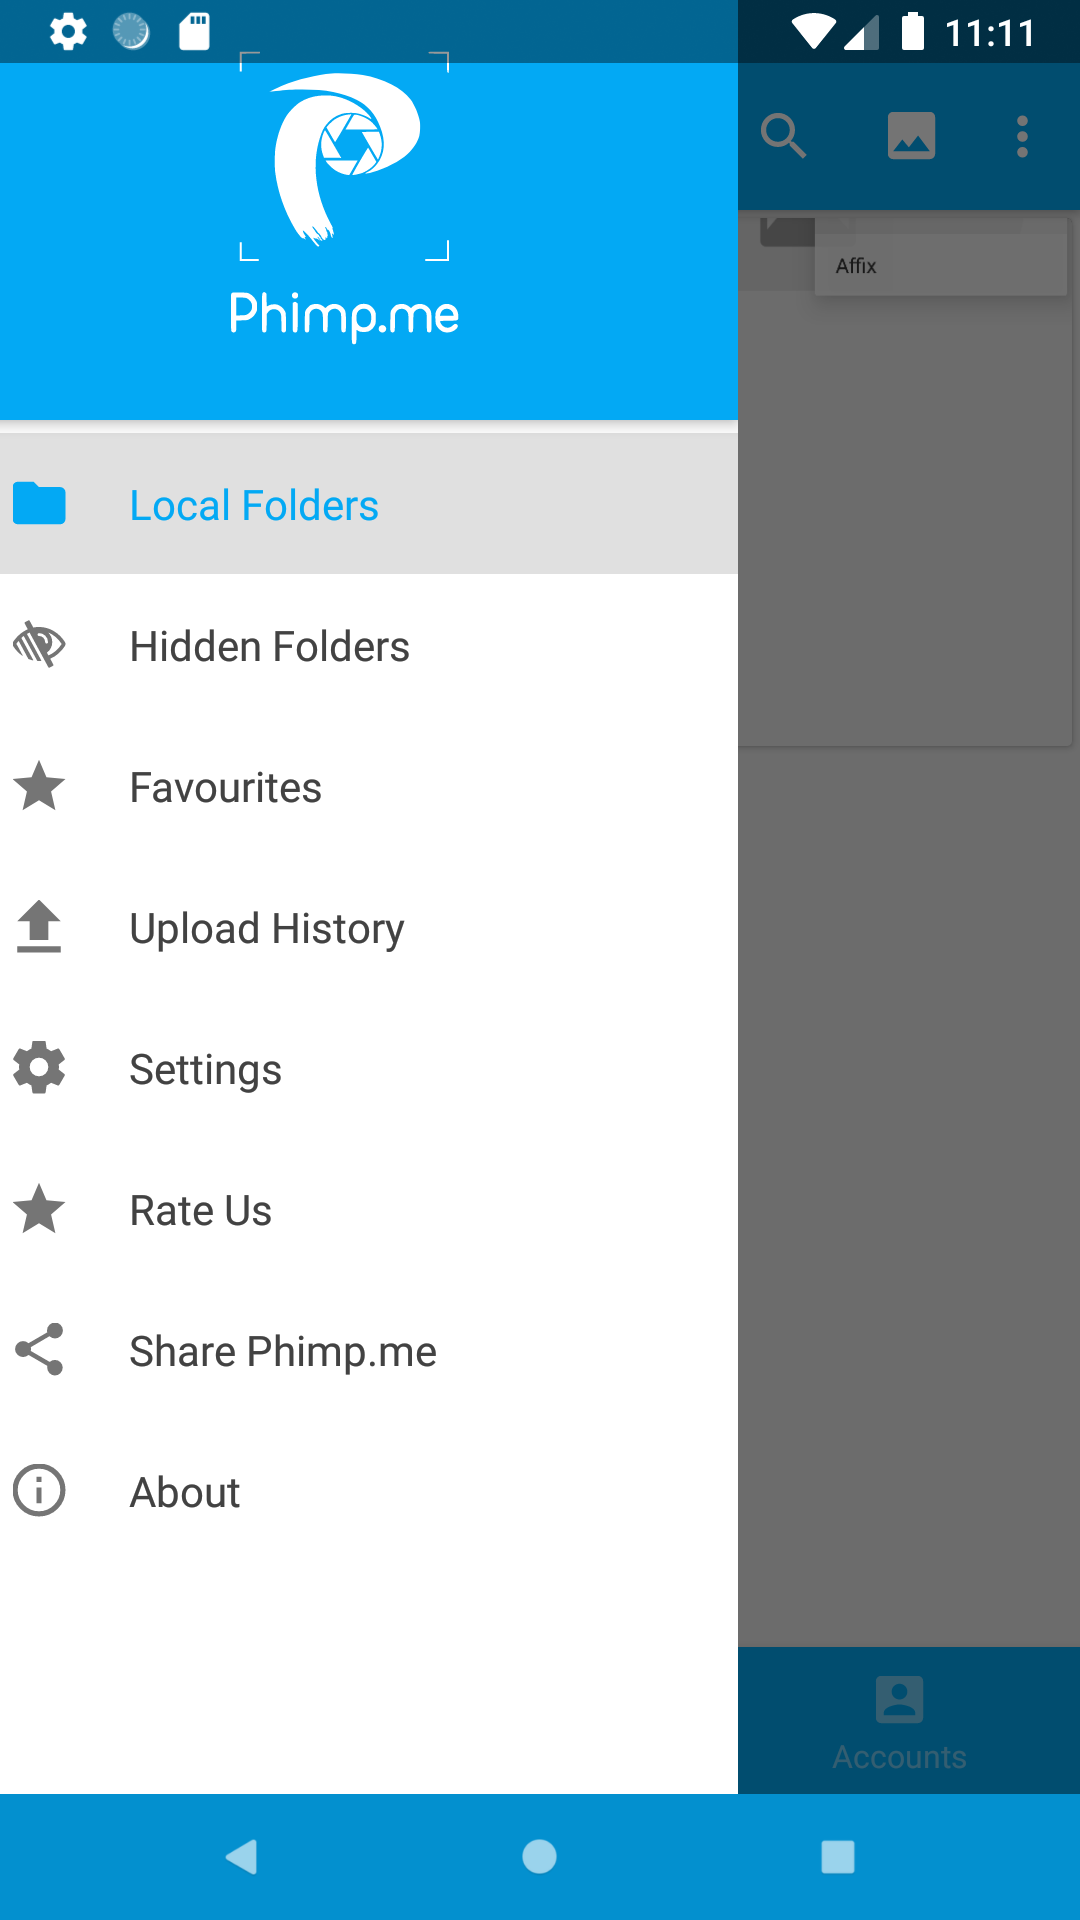 11:11
Phimp.me
Affix
Local Folders
Hidden Folders
Favourites
Upload History
Settings
Rate Us
Share Phimp.me
About
Accounts